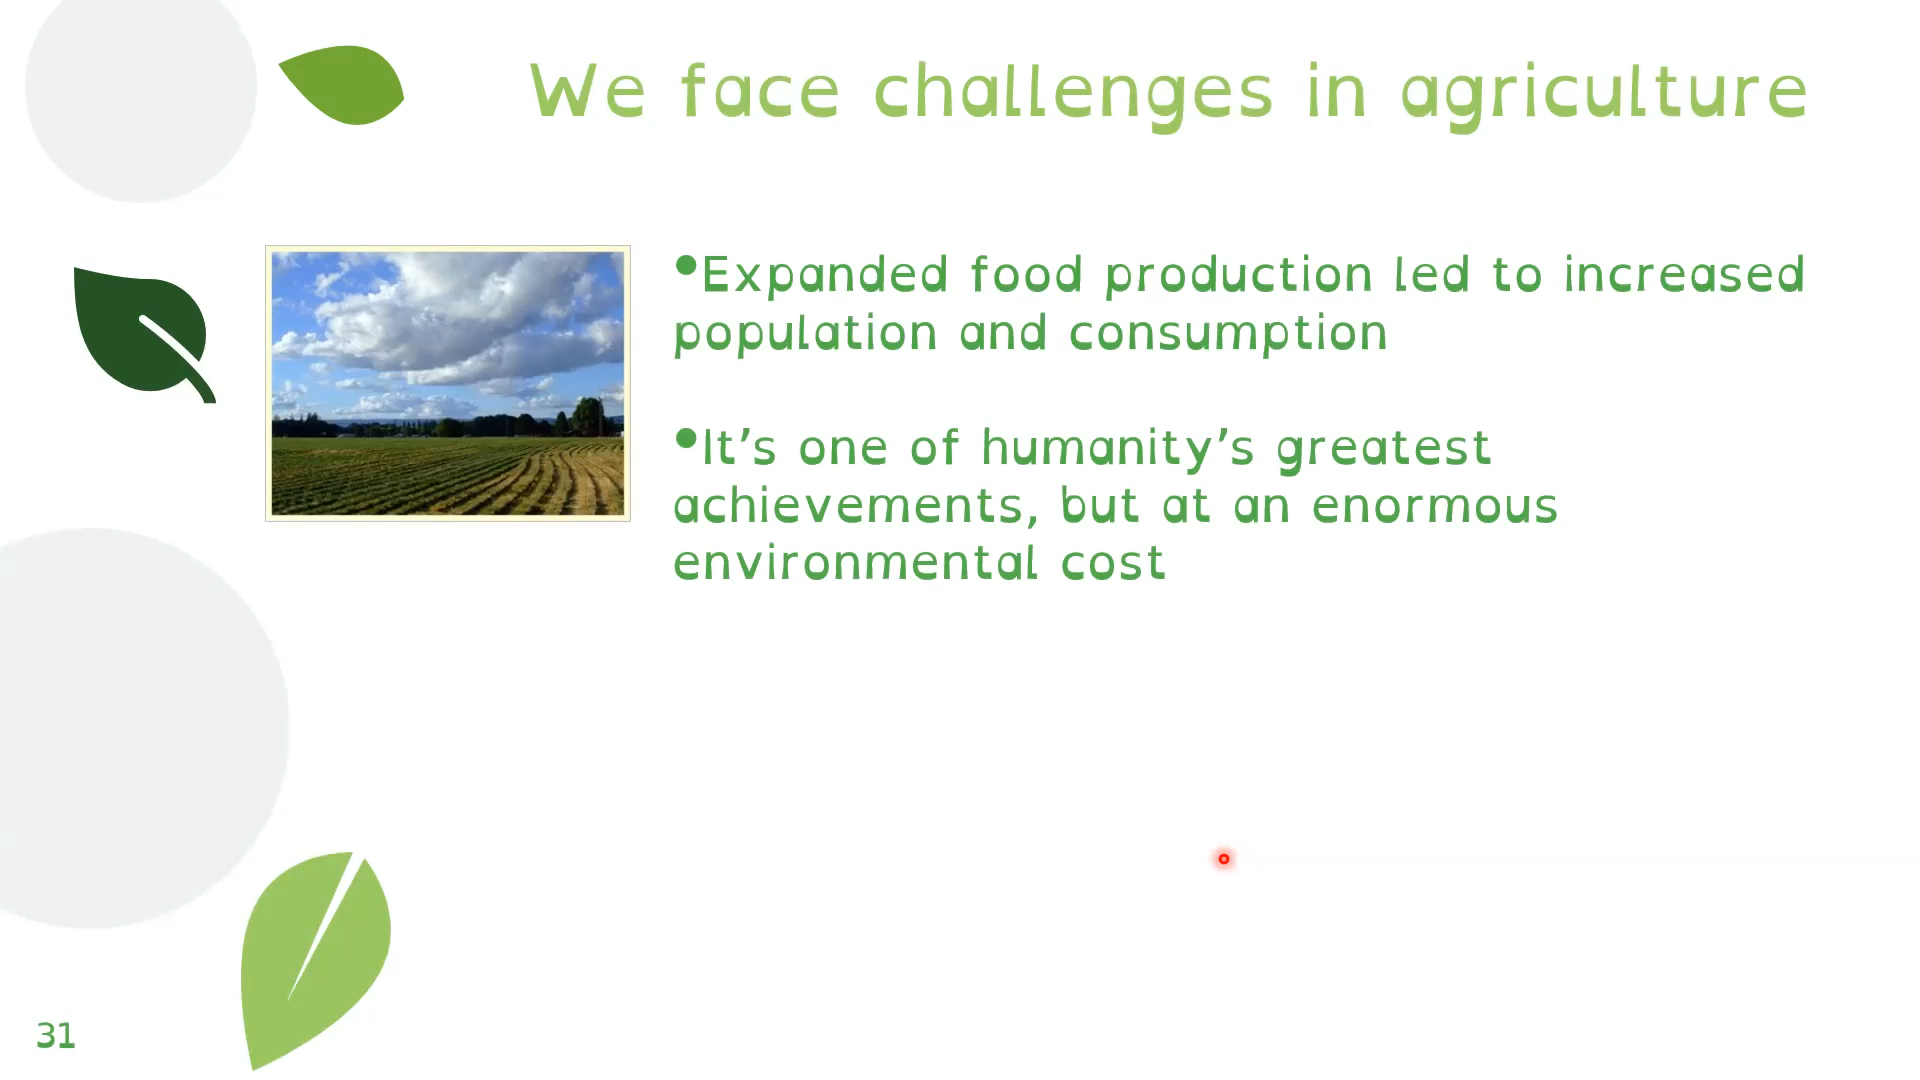 We face challenges in agriculture
•Expanded food production led to increased
population and consumption
•It’s one of humanity’s greatest
achievements, but at an enormous
environmental cost
31